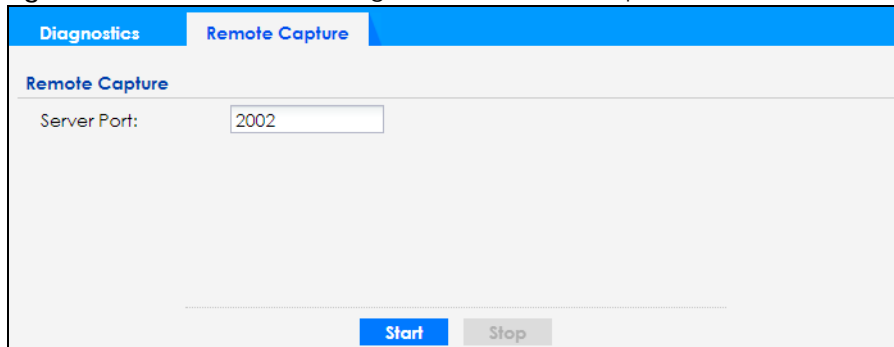 Diagnostics Remote Capture
Remote Capture
Server Port: 2002
Start Stop